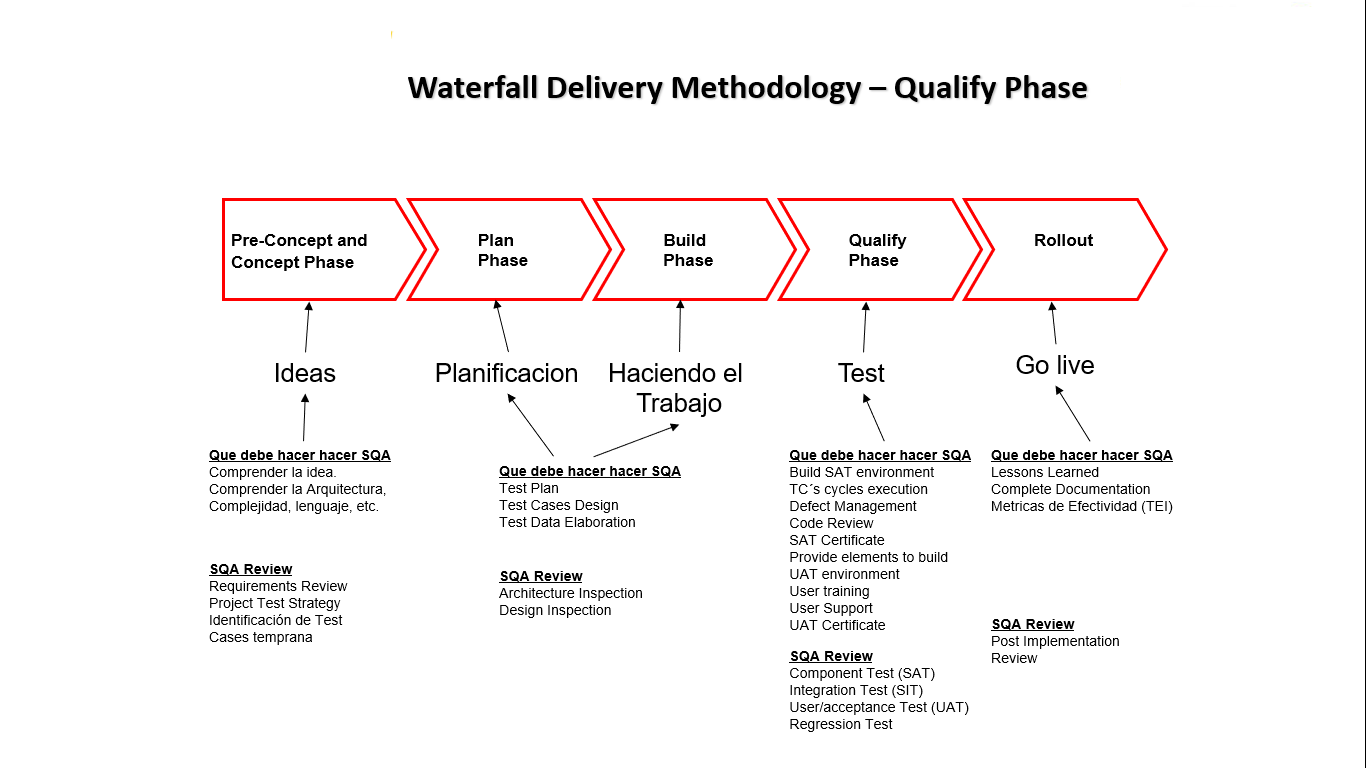 Waterfall Delivery Methodology – Qualify Phase
Pre-Concept and
Concept Phase
Plan
Phase
Build
Phase
Qualify
Phase
Rollout
Ideas
Planificacion
Haciendo el
Trabajo
Test
Go live
Que debe hacer hacer SQA
Comprender la idea.
Comprender la Arquitectura,
Complejidad, lenguaje, etc.
SQA Review
Requirements Review
Project Test Strategy
Identificación de Test
Cases temprana
Que debe hacer hacer SQA
Test Plan
Test Cases Design
Test Data Elaboration
SQA Review
Architecture Inspection
Design Inspection
Que debe hacer hacer SQA
Build SAT environment
TC´s cycles execution
Defect Management
Code Review
SAT Certificate
Provide elements to build
UAT environment
User training
User Support
UAT Certificate
SQA Review
Component Test (SAT)
Integration Test (SIT)
User/acceptance Test (UAT)
Regression Test
Que debe hacer hacer SQA
Lessons Learned
Complete Documentation
Metricas de Efectividad (TEI)
SQA Review
Post Implementation
Review